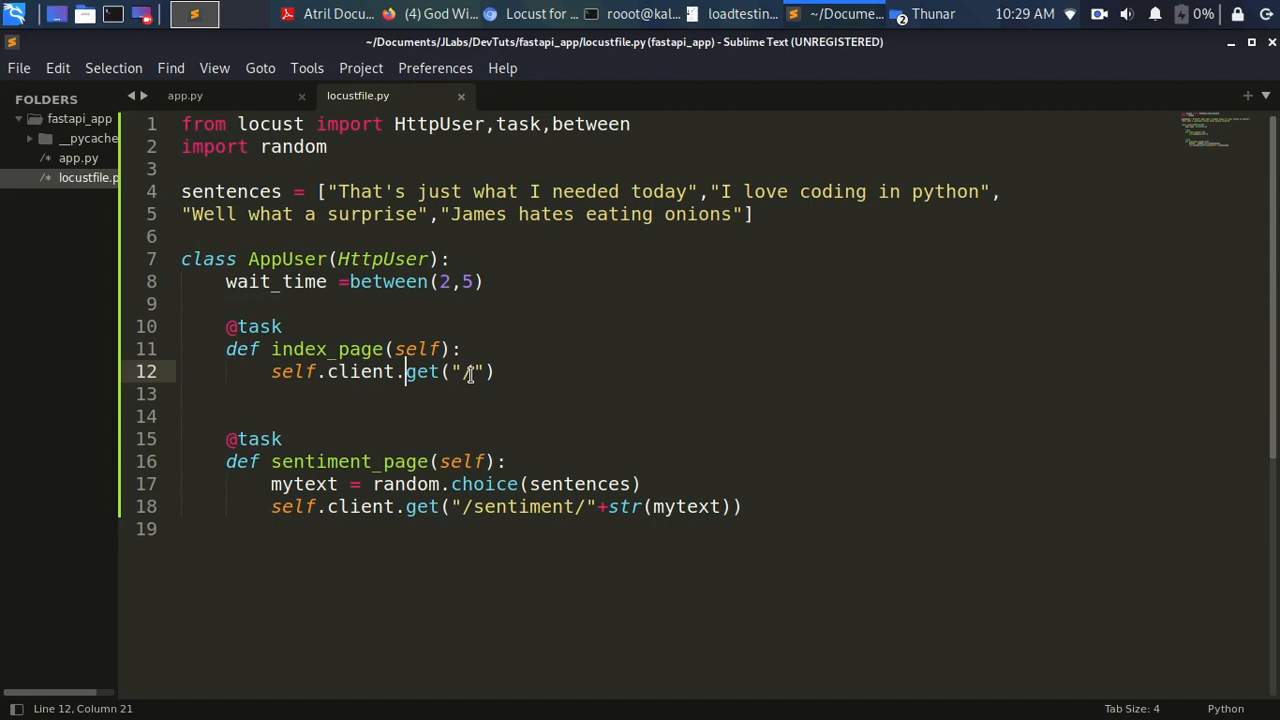 Atril Docu...
(4) God Wi...
Locust for ...
rooot@kal...
loadtestin...
~/Docume...
2
Thunar
10:29 AM
0%
~/Documents/JLabs/DevTuts/fastapi_app/locustfile.py (fastapi_app) - Sublime Text (UNREGISTERED)
File Edit Selection Find View Goto Tools Project Preferences Help
FOLDERS
fastapi_app
__pycache
app.py
locustfile.p
app.py
locustfile.py
1 from locust import HttpUser,task,between
2 import random
3
4 sentences = ["That's just what I needed today","I love coding in python",
5 "Well what a surprise","James hates eating onions"]
6
7 class AppUser(HttpUser):
8 wait_time =between(2,5)
9
10 @task
11 def index_page(self):
12 self.client.get("/")
13
14
15 @task
16 def sentiment_page(self):
17 mytext = random.choice(sentences)
18 self.client.get("/sentiment/"+str(mytext))
19
Line 12, Column 21
Tab Size: 4
Python